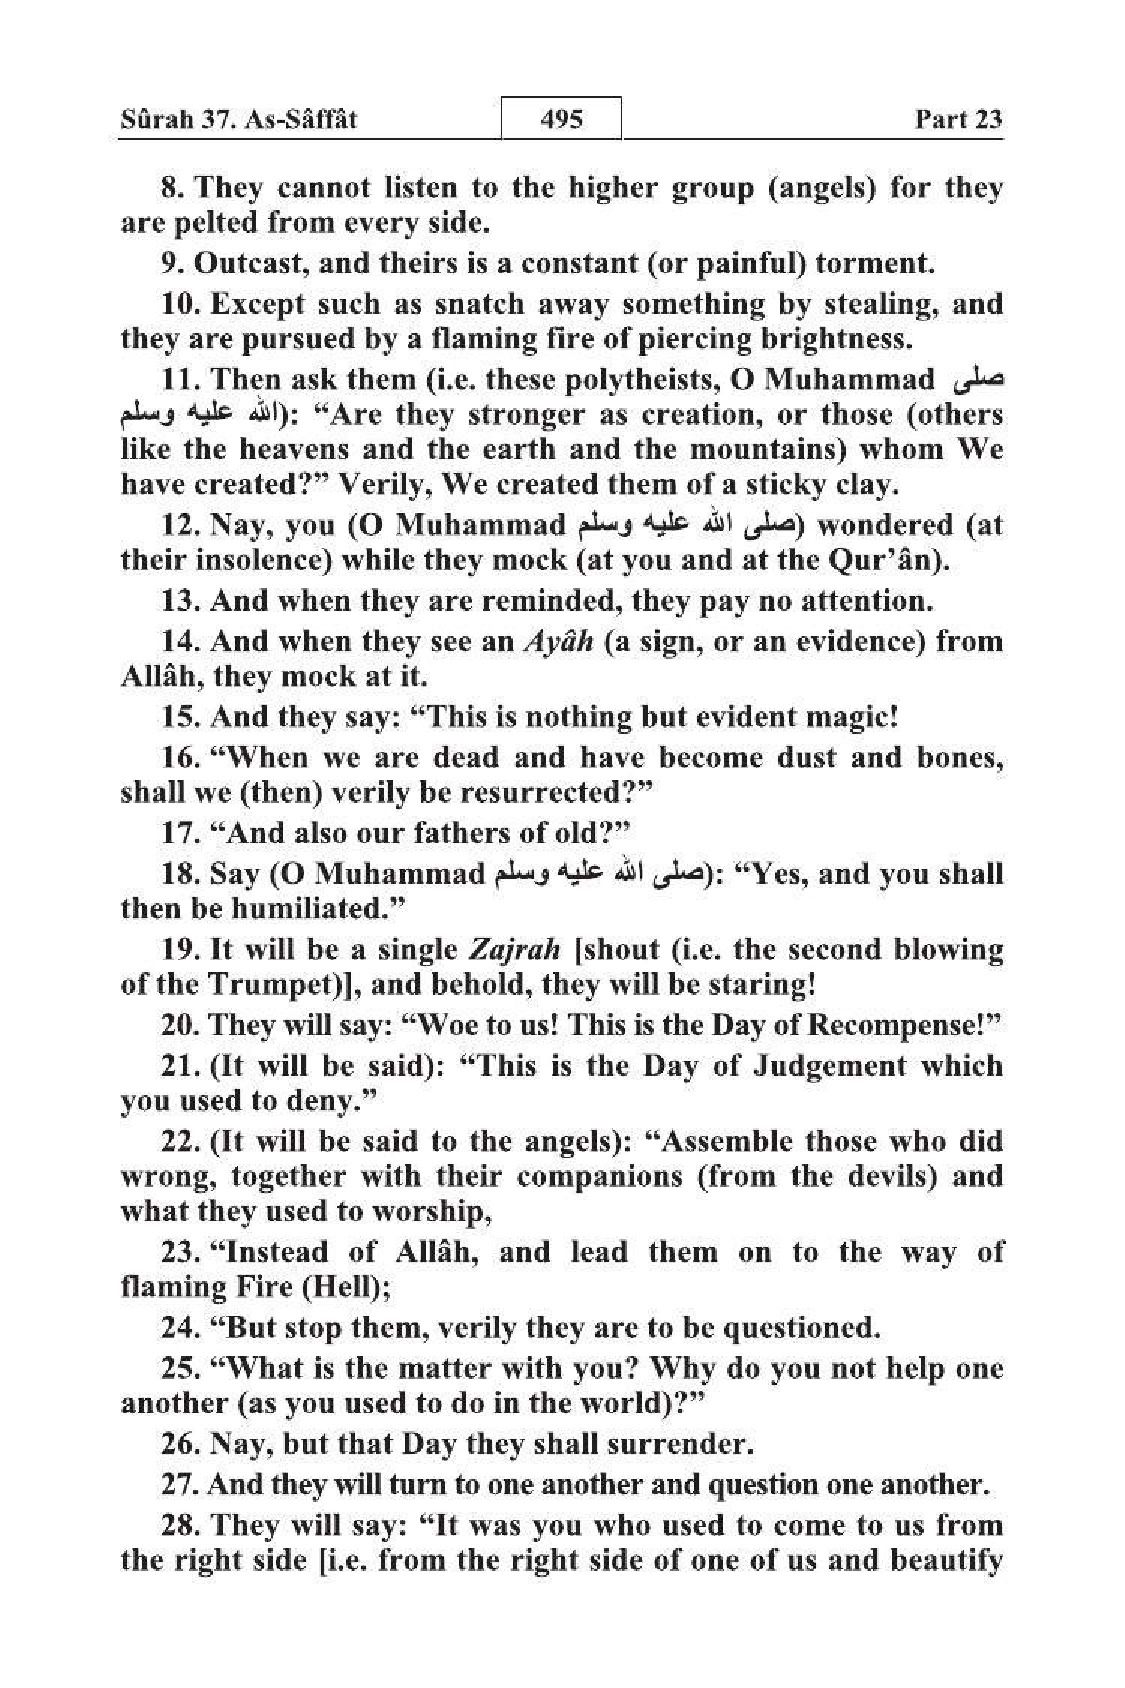 Sûrah 37. As-Sâffât 495 Part 23
8. They cannot listen to the higher group (angels) for they
are pelted from every side.
9. Outcast, and theirs is a constant (or painful) torment.
10. Except such as snatch away something by stealing, and
they are pursued by a flaming fire of piercing brightness.
11. Then ask them (i.e. these polytheists, O Muhammad صلى
الله عليه وسلم): “Are they stronger as creation, or those (others
like the heavens and the earth and the mountains) whom We
have created?” Verily, We created them of a sticky clay.
12. Nay, you (O Muhammad صلى الله عليه وسلم) wondered (at
their insolence) while they mock (at you and at the Qur’ân).
13. And when they are reminded, they pay no attention.
14. And when they see an Ayâh (a sign, or an evidence) from
Allâh, they mock at it.
15. And they say: “This is nothing but evident magic!
16. “When we are dead and have become dust and bones,
shall we (then) verily be resurrected?”
17. “And also our fathers of old?”
18. Say (O Muhammad صلى الله عليه وسلم): “Yes, and you shall
then be humiliated.”
19. It will be a single Zajrah [shout (i.e. the second blowing
of the Trumpet)], and behold, they will be staring!
20. They will say: “Woe to us! This is the Day of Recompense!”
21. (It will be said): “This is the Day of Judgement which
you used to deny.”
22. (It will be said to the angels): “Assemble those who did
wrong, together with their companions (from the devils) and
what they used to worship,
23. “Instead of Allâh, and lead them on to the way of
flaming Fire (Hell);
24. “But stop them, verily they are to be questioned.
25. “What is the matter with you? Why do you not help one
another (as you used to do in the world)?”
26. Nay, but that Day they shall surrender.
27. And they will turn to one another and question one another.
28. They will say: “It was you who used to come to us from
the right side [i.e. from the right side of one of us and beautify